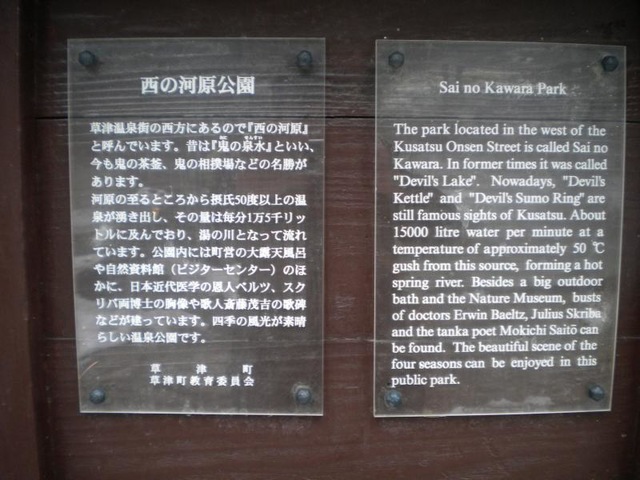 西の河原公園
草津温泉街の西方にあるので『西の河原』
と呼んでいます。昔は『鬼の泉水』といい、
今も鬼の茶釜、鬼の相撲場などの名勝が
あります。
河原の至るところから摂氏50度以上の温
泉が湧き出し、その量は毎分1万5千リッ
トルに及んでおり、湯の川となって流れ
ています。公園内には町営の大露天風呂
や自然資料館（ビジターセンター）のほ
かに、日本近代医学の恩人ベルツ、スク
リバ両博士の胸像や歌人斎藤茂吉の歌碑
などが建っています。四季の風光が素晴
らしい温泉公園です。
草津町
草津町教育委員会
Sai no Kawara Park
The park located in the west of the
Kusatsu Onsen Street is called Sai no
Kawara. In former times it was called
"Devil's Lake". Nowadays, "Devil's
Kettle" and "Devil's Sumo Ring" are
still famous sights of Kusatsu. About
15000 litre water per minute at a
temperature of approximately 50 ℃
gush from this source, forming a hot
spring river. Besides a big outdoor
bath and the Nature Museum, busts
of doctors Erwin Baeltz, Julius Skriba
and the tanka poet Mokichi Saitō can
be found. The beautiful scene of the
four seasons can be enjoyed in this
public park.